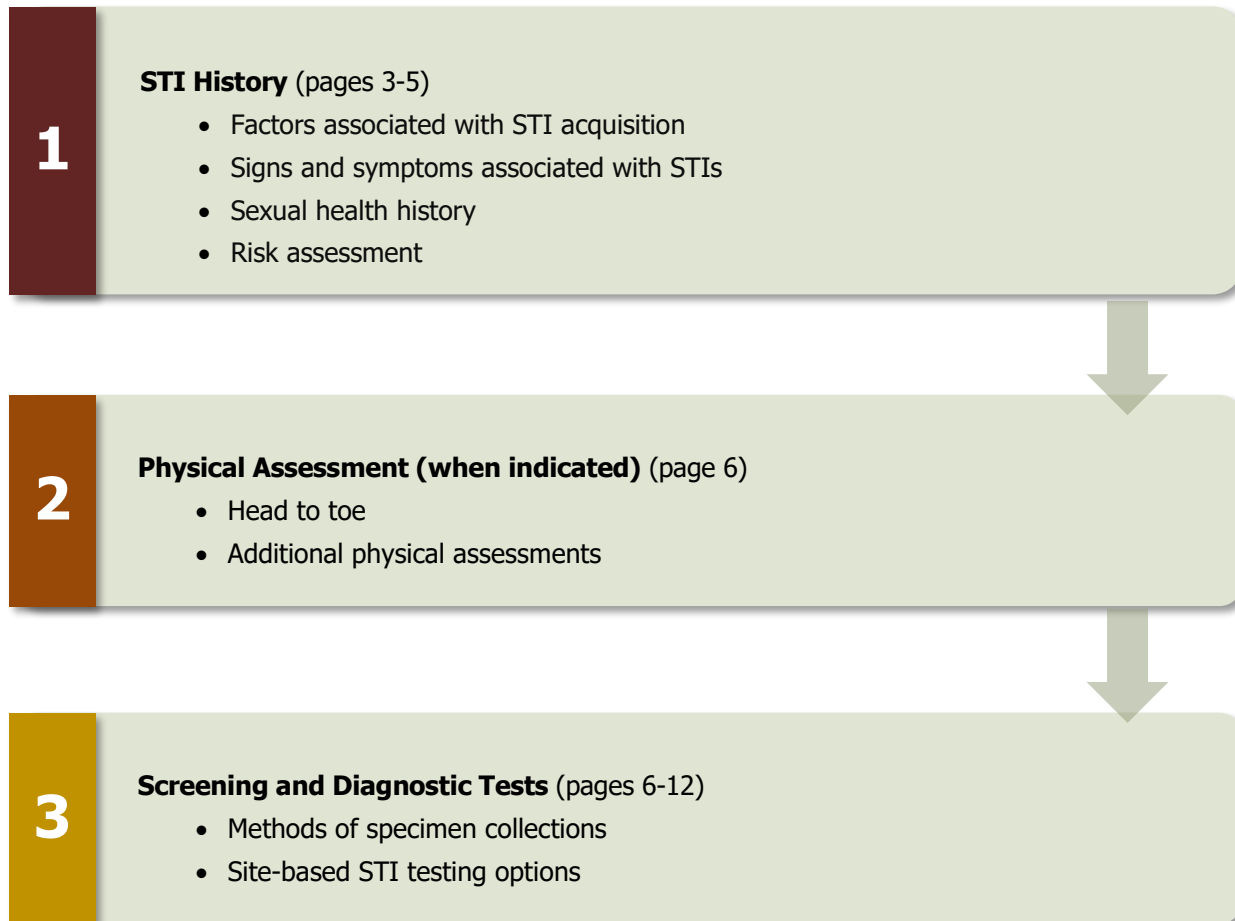 1
STI History (pages 3-5)
• Factors associated with STI acquisition
• Signs and symptoms associated with STIs
• Sexual health history
• Risk assessment
2
Physical Assessment (when indicated) (page 6)
• Head to toe
• Additional physical assessments
3
Screening and Diagnostic Tests (pages 6-12)
• Methods of specimen collections
• Site-based STI testing options